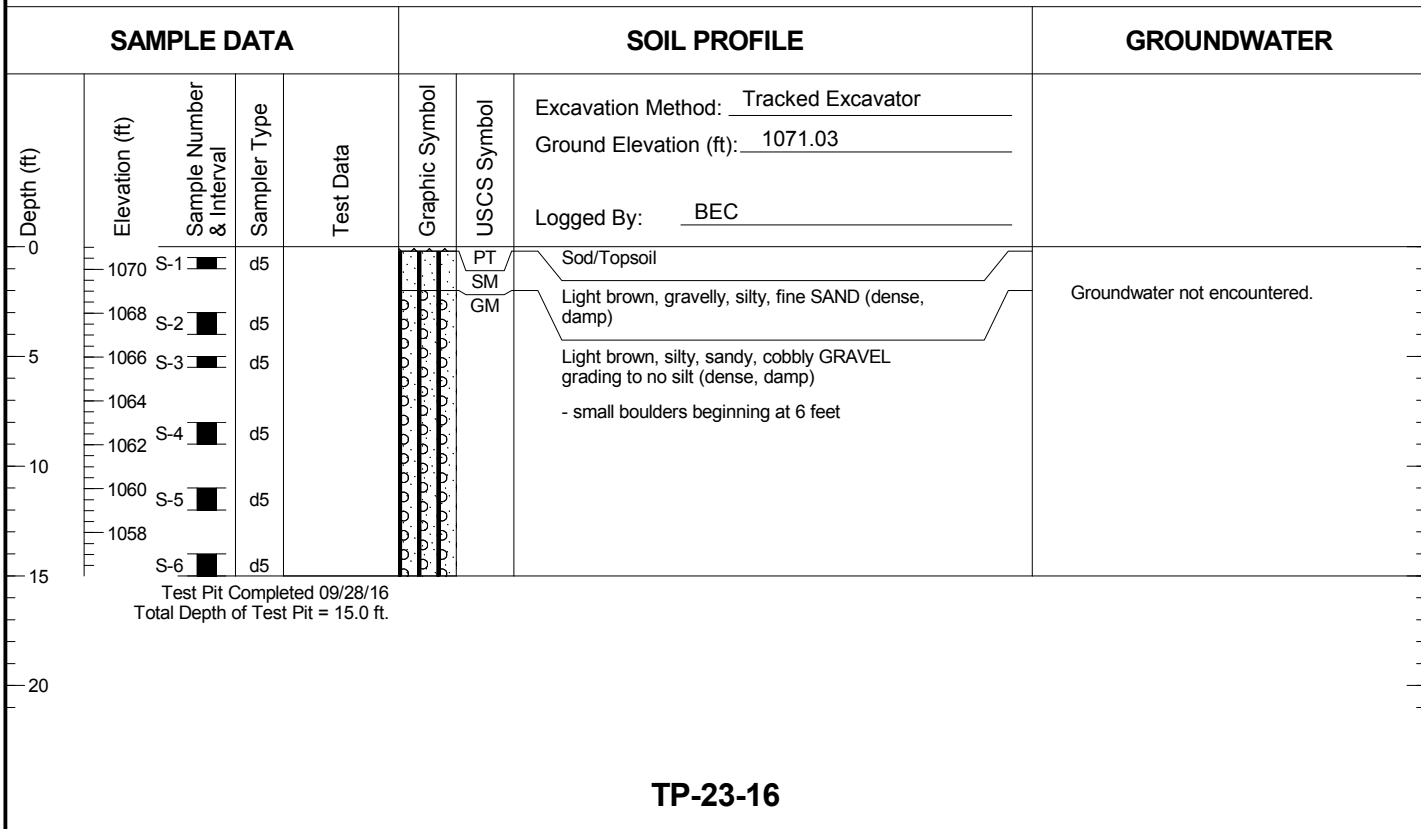 SAMPLE DATA
SOIL PROFILE
GROUNDWATER
Depth (ft)
Elevation (ft)
Sample Number
& Interval
Sampler Type
Test Data
Graphic Symbol
USCS Symbol
Excavation Method: Tracked Excavator
Ground Elevation (ft): 1071.03
Logged By: BEC
0
1070 S-1 d5
PT
Sod/Topsoil
SM
Light brown, gravelly, silty, fine SAND (dense,
damp)
Groundwater not encountered.
1068 S-2 d5
GM
5
1066 S-3 d5
Light brown, silty, sandy, cobbly GRAVEL
grading to no silt (dense, damp)
1064
- small boulders beginning at 6 feet
1062 S-4 d5
10
1060 S-5 d5
1058
S-6 d5
15
Test Pit Completed 09/28/16
Total Depth of Test Pit = 15.0 ft.
20
TP-23-16